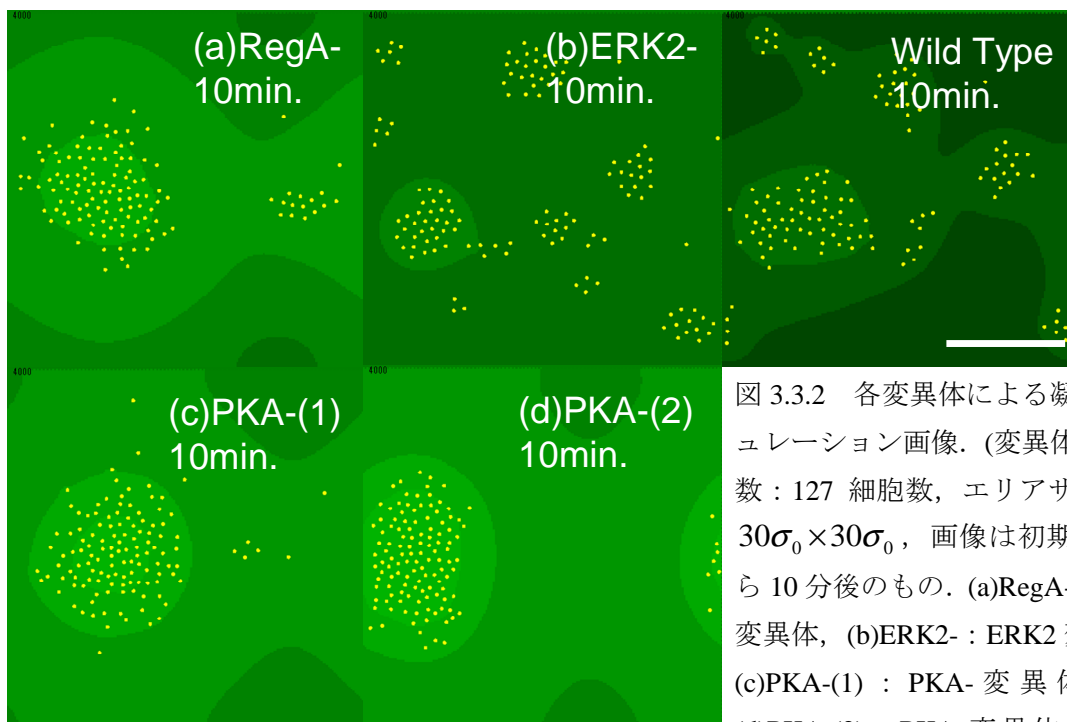 4000
(a)RegA-
10min.
4000
(b)ERK2-
10min.
4000
Wild Type
10min.
4000
(c)PKA-(1)
10min.
4000
(d)PKA-(2)
10min.
図 3.3.2 各変異体による凝
ュレーション画像. (変異体
数 : 127 細胞数, エリアサ
30σ₀×30σ₀, 画像は初期
ら 10 分後のもの. (a)RegA-
変異体, (b)ERK2- : ERK2
(c)PKA-(1) : PKA- 変 異 体